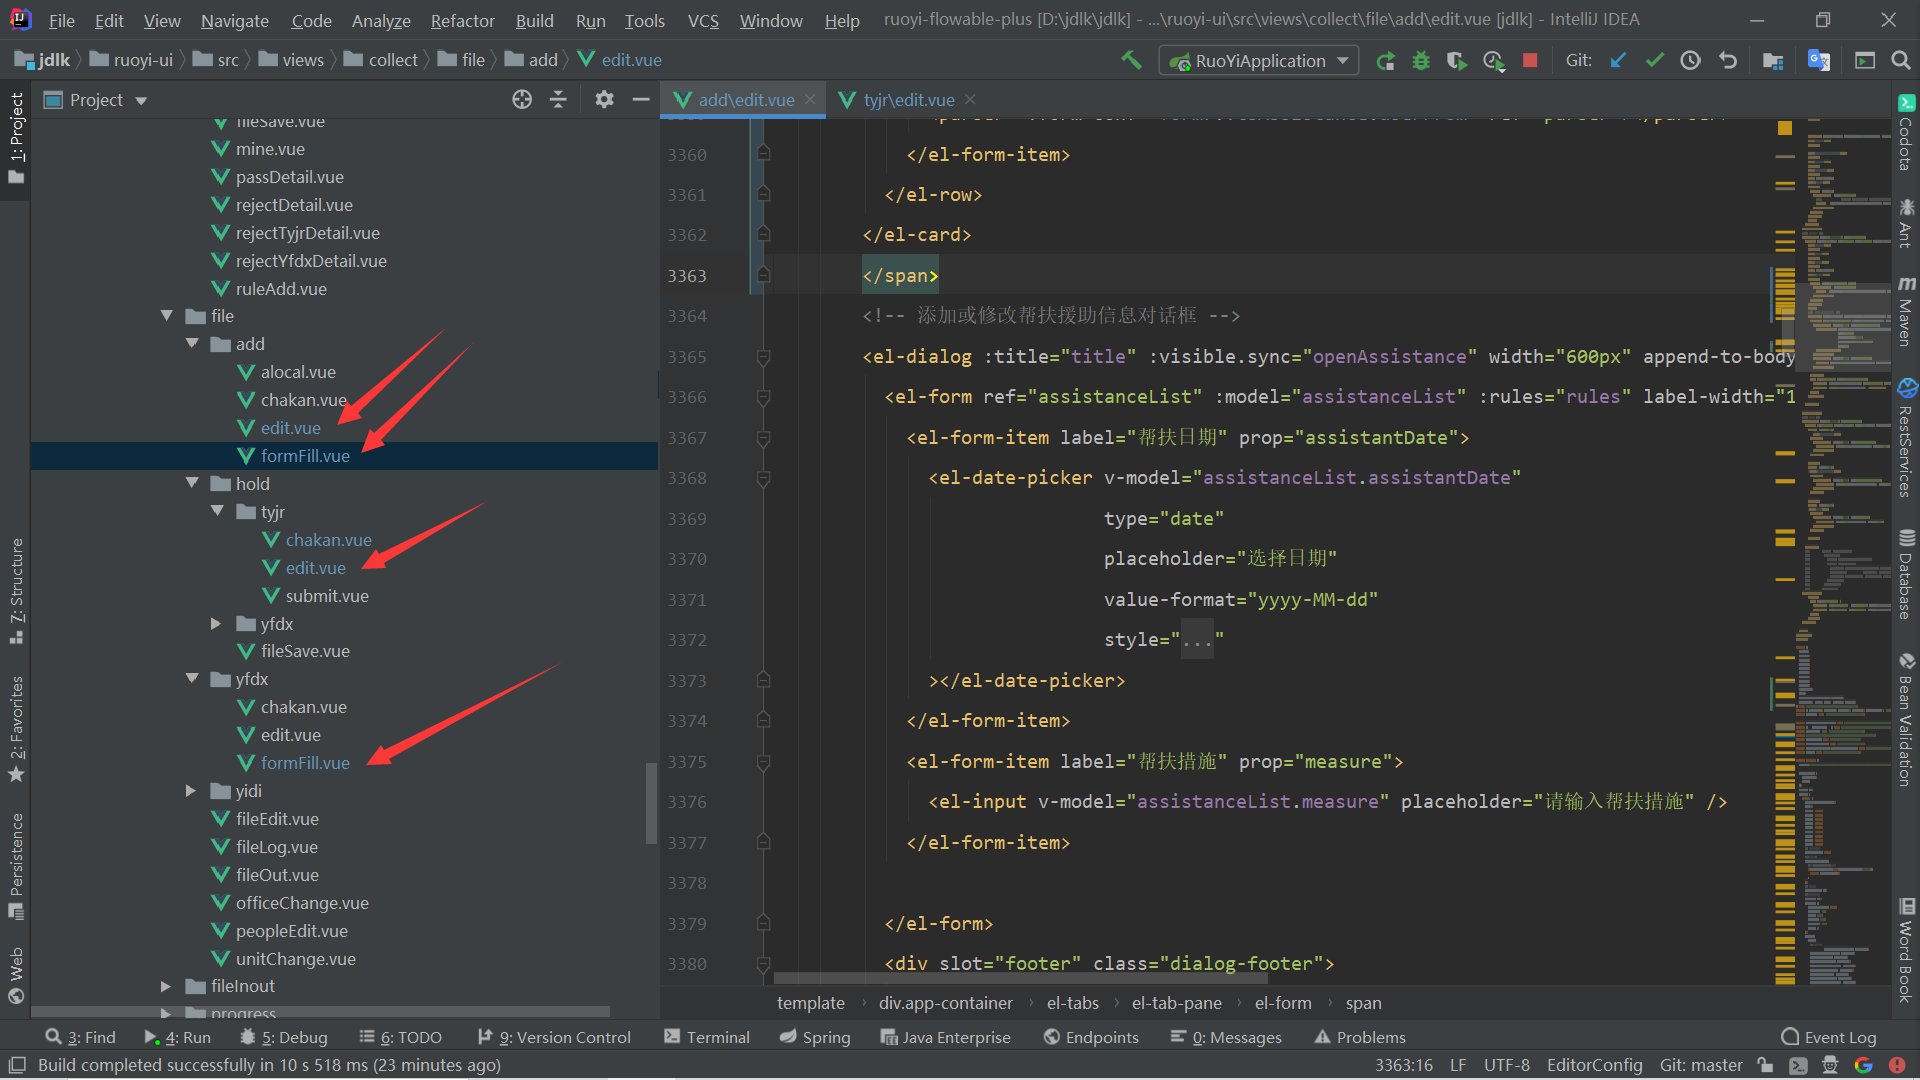 File Edit View Navigate Code Analyze Refactor Build Run Tools VCS Window Help ruoyi-flowable-plus [D:\jdlk\jdlk] - ...\ruoyi-ui\src\views\collect\file\add\edit.vue [jdlk] - IntelliJ IDEA
jdlk ruoyi-ui src views collect file add edit.vue RuoYiApplication Git:
Project
add\edit.vue
tyjr\edit.vue
1: Project
7: Structure
2: Favorites
Persistence
Web
fileSave.vue
mine.vue
passDetail.vue
rejectDetail.vue
rejectTyjrDetail.vue
rejectYfdxDetail.vue
ruleAdd.vue
file
add
alocal.vue
chakan.vue
edit.vue
formFill.vue
hold
tyjr
chakan.vue
edit.vue
submit.vue
yfdx
fileSave.vue
yfdx
chakan.vue
edit.vue
formFill.vue
yidi
fileEdit.vue
fileLog.vue
fileOut.vue
officeChange.vue
peopleEdit.vue
unitChange.vue
fileInout
progress
3360 </el-form-item>
3361 </el-row>
3362 </el-card>
3363 </span>
3364 <!-- 添加或修改帮扶援助信息对话框 -->
3365 <el-dialog :title="title" :visible.sync="openAssistance" width="600px" append-to-body
3366 <el-form ref="assistanceList" :model="assistanceList" :rules="rules" label-width="1
3367 <el-form-item label="帮扶日期" prop="assistantDate">
3368 <el-date-picker v-model="assistanceList.assistantDate"
3369 type="date"
3370 placeholder="选择日期"
3371 value-format="yyyy-MM-dd"
3372 style="..."
3373 ></el-date-picker>
3374 </el-form-item>
3375 <el-form-item label="帮扶措施" prop="measure">
3376 <el-input v-model="assistanceList.measure" placeholder="请输入帮扶措施" />
3377 </el-form-item>
3378
3379 </el-form>
3380 <div slot="footer" class="dialog-footer">
template div.app-container el-tabs el-tab-pane el-form span
Codota
Ant
Maven
RestServices
Database
Bean Validation
Word Book
3: Find 4: Run 5: Debug 6: TODO 9: Version Control Terminal Spring Java Enterprise Endpoints 0: Messages Problems Event Log
Build completed successfully in 10 s 518 ms (23 minutes ago) 3363:16 LF UTF-8 EditorConfig Git: master